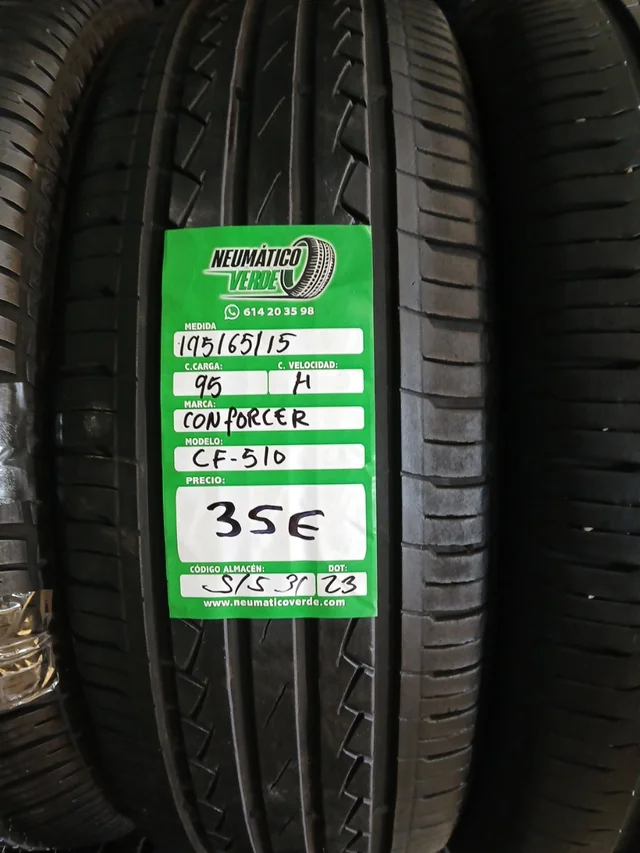 NEUMÁTICO
VERDE
614 20 35 98
MEDIDA
195/65/15
C.CARGA: C. VELOCIDAD:
95 H
MARCA:
CONFORCER
MODELO:
CF-510
PRECIO:
35€
CÓDIGO ALMACÉN: DOT:
S/S 31 23
www.neumaticoverde.com